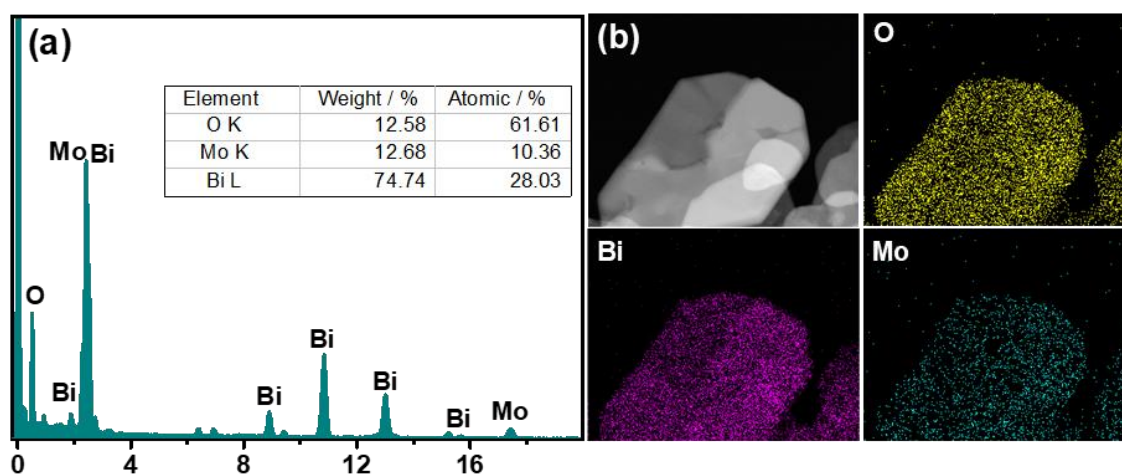 (a)
Element Weight / % Atomic / %
O K 12.58 61.61
Mo K 12.68 10.36
Bi L 74.74 28.03
Mo Bi
O
Bi
Bi
Bi
Bi
Bi
Mo
0 4 8 12 16
(b)
O
Bi
Mo